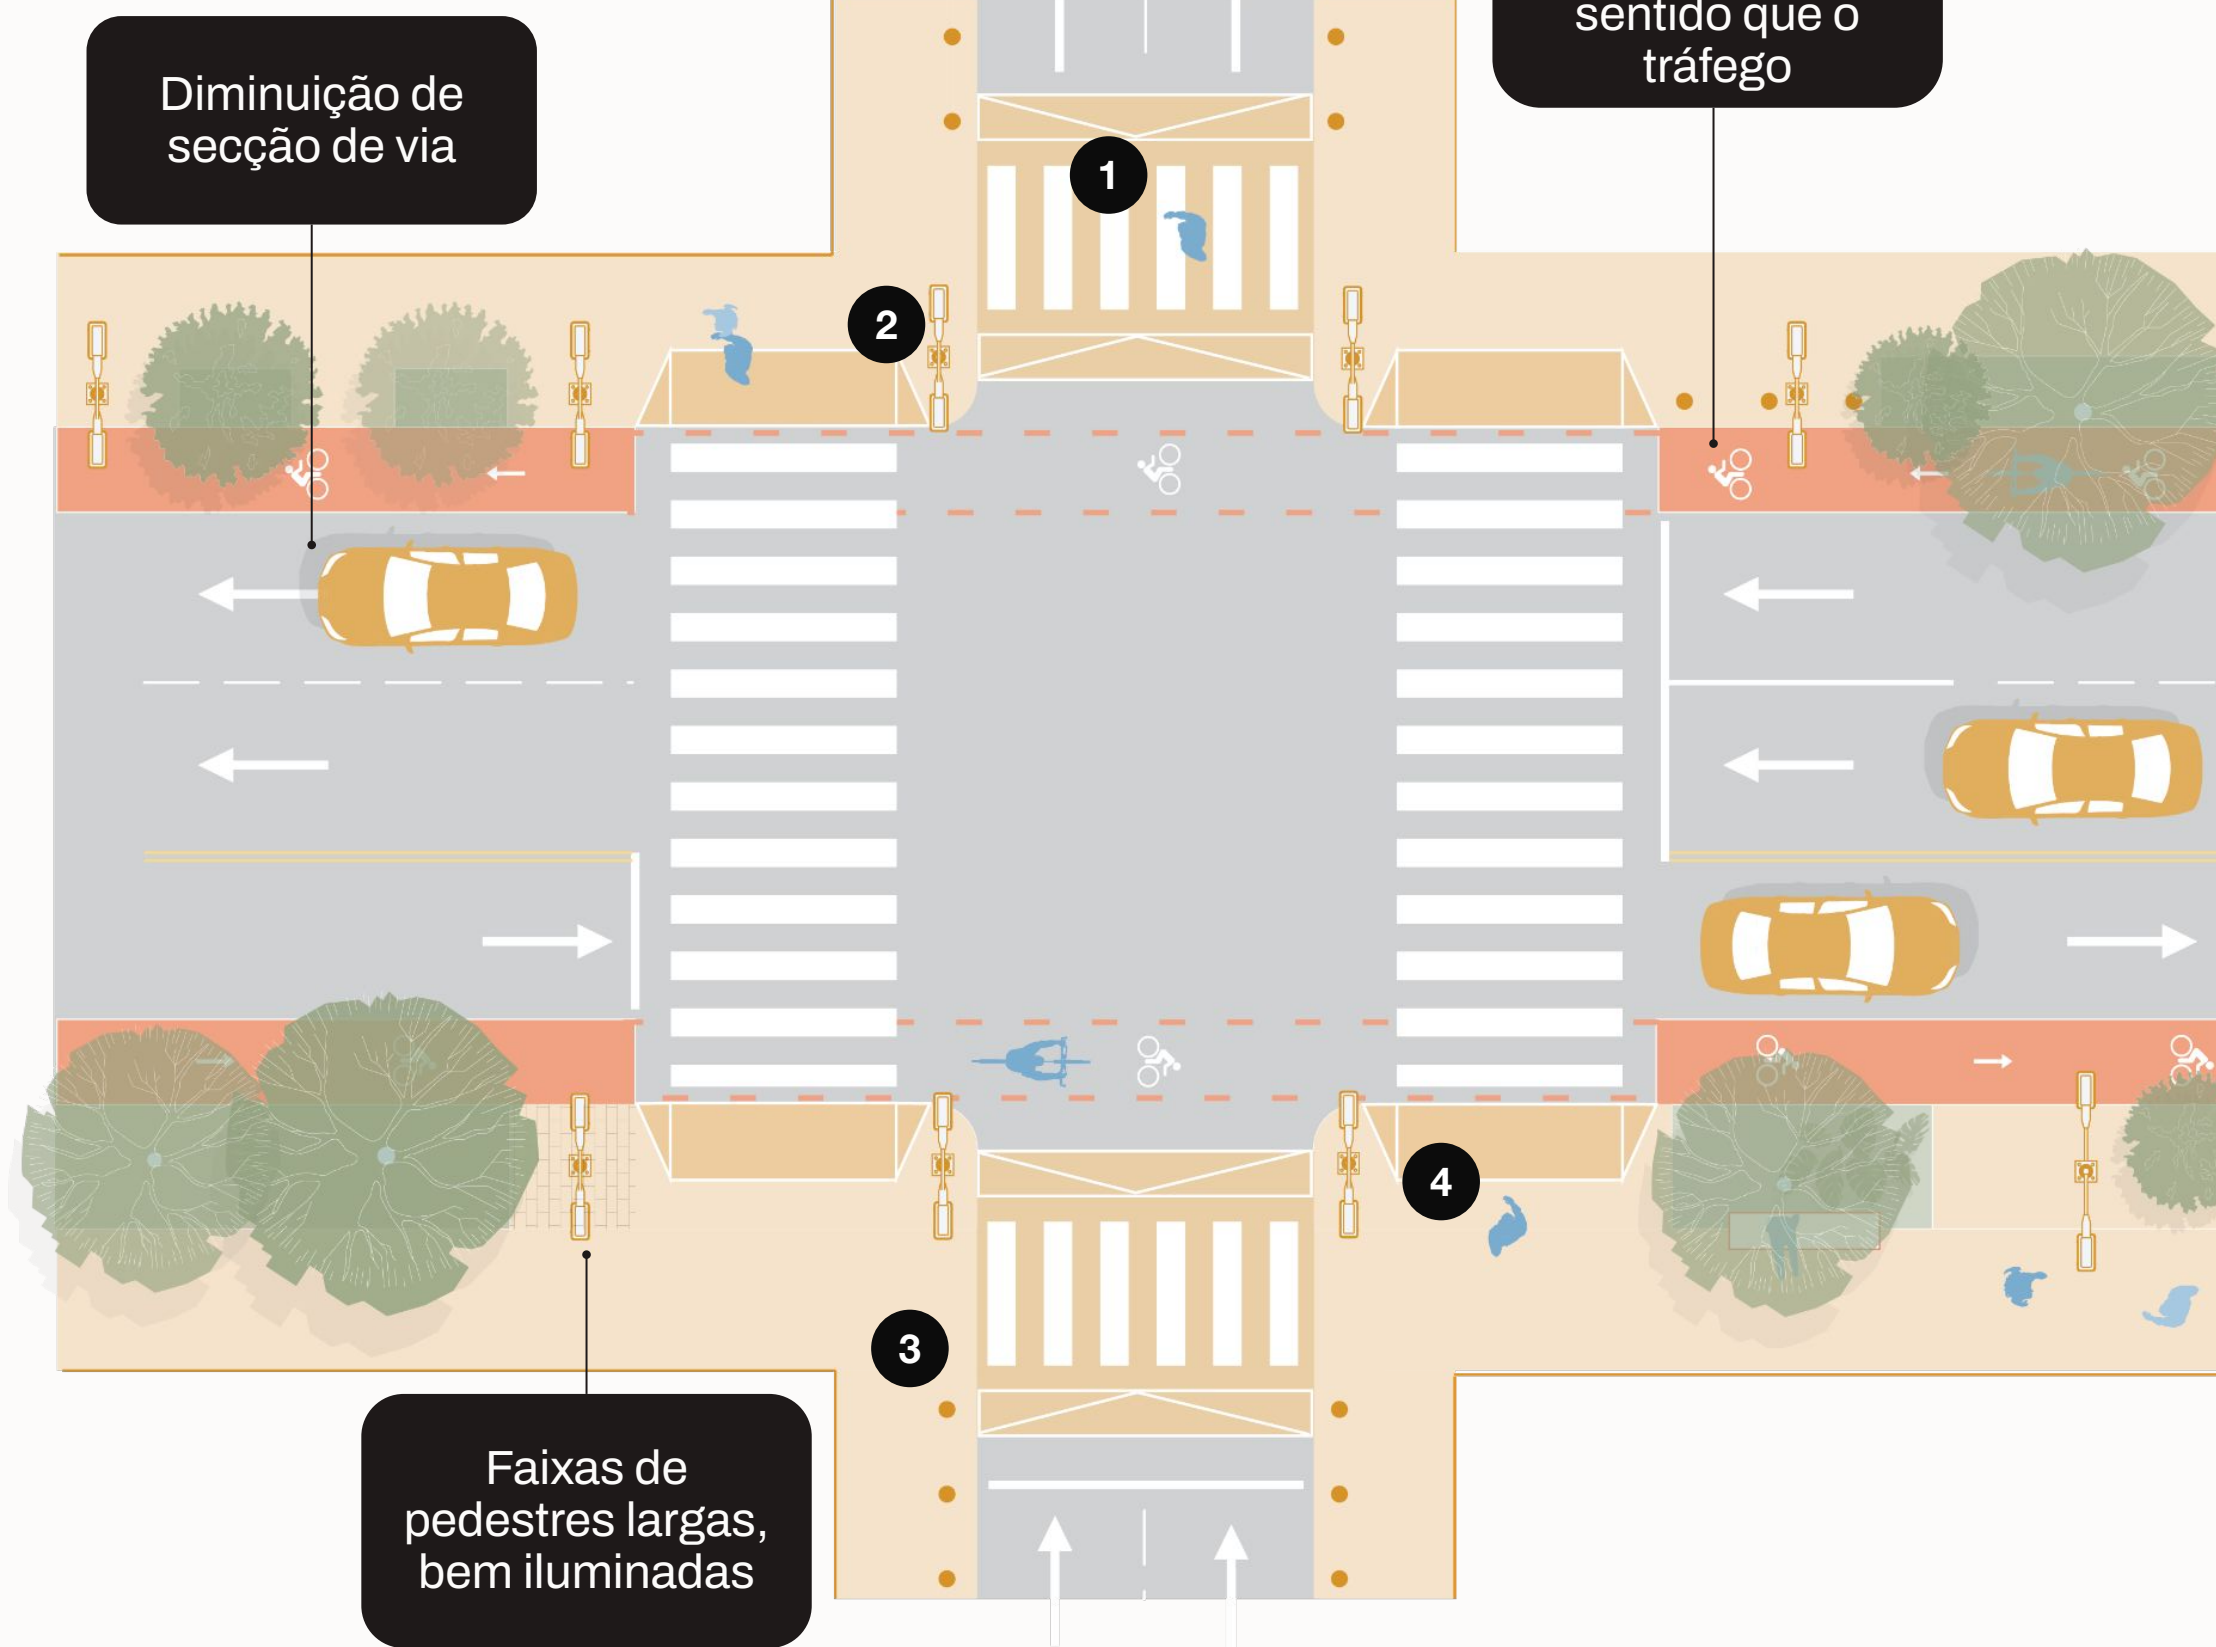 Diminuição de
secção de via
sentido que o
tráfego
1
2
3
4
Faixas de
pedestres largas,
bem iluminadas